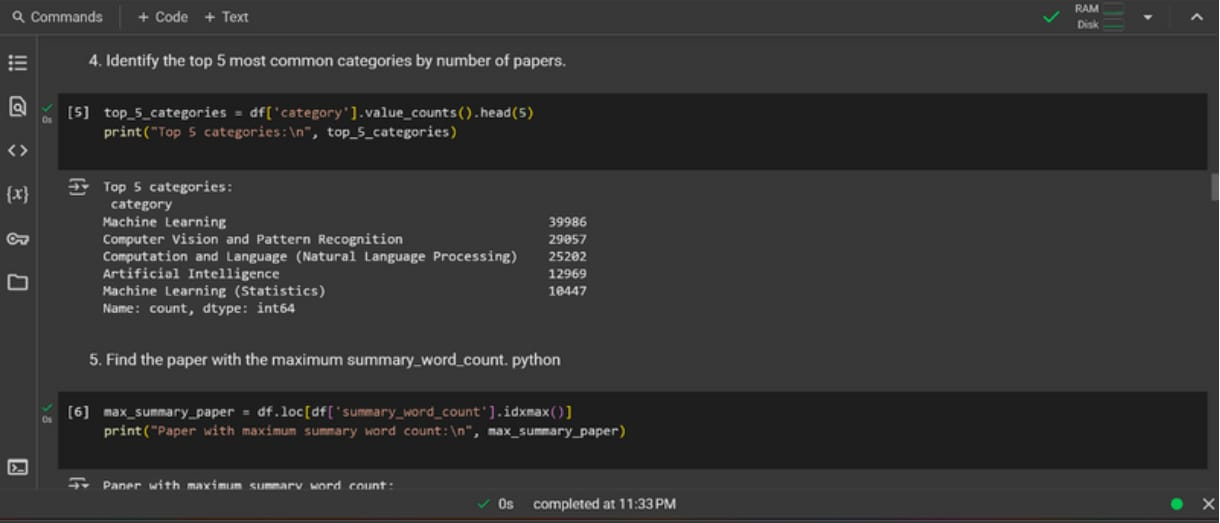 Commands + Code + Text RAM
Disk
4. Identify the top 5 most common categories by number of papers.
[5] top_5_categories = df['category'].value_counts().head(5)
0s print("Top 5 categories:\n", top_5_categories)
Top 5 categories:
category
Machine Learning 39986
Computer Vision and Pattern Recognition 29057
Computation and Language (Natural Language Processing) 25202
Artificial Intelligence 12969
Machine Learning (Statistics) 10447
Name: count, dtype: int64
5. Find the paper with the maximum summary_word_count. python
[6] max_summary_paper = df.loc[df['summary_word_count'].idxmax()]
0s print("Paper with maximum summary word count:\n", max_summary_paper)
Paper with maximum summary word count:
0s completed at 11:33 PM